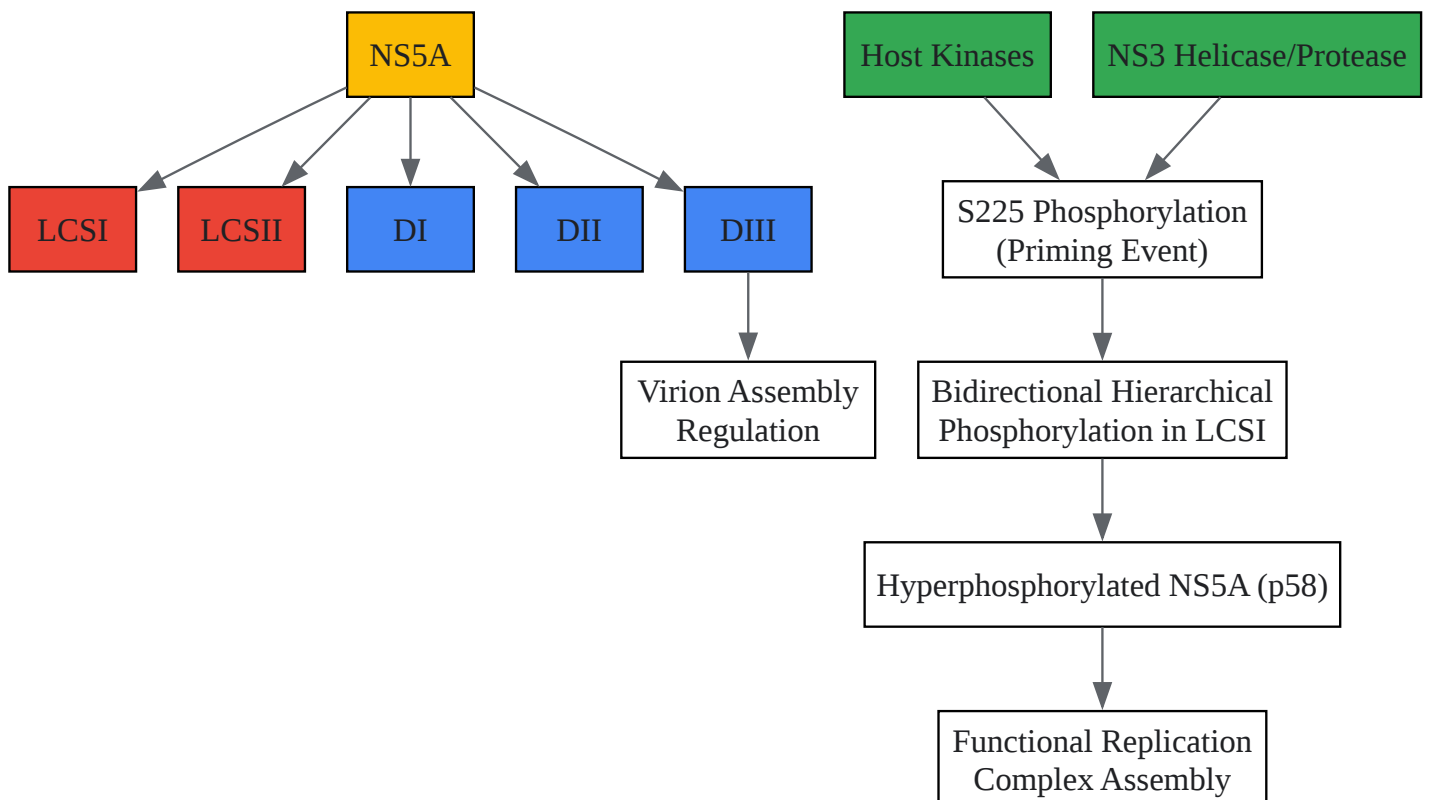 NS5A
Host Kinases
NS3 Helicase/Protease
LCSI
LCSII
DI
DII
DIII
S225 Phosphorylation
(Priming Event)
Virion Assembly
Regulation
Bidirectional Hierarchical
Phosphorylation in LCSI
Hyperphosphorylated NS5A (p58)
Functional Replication
Complex Assembly